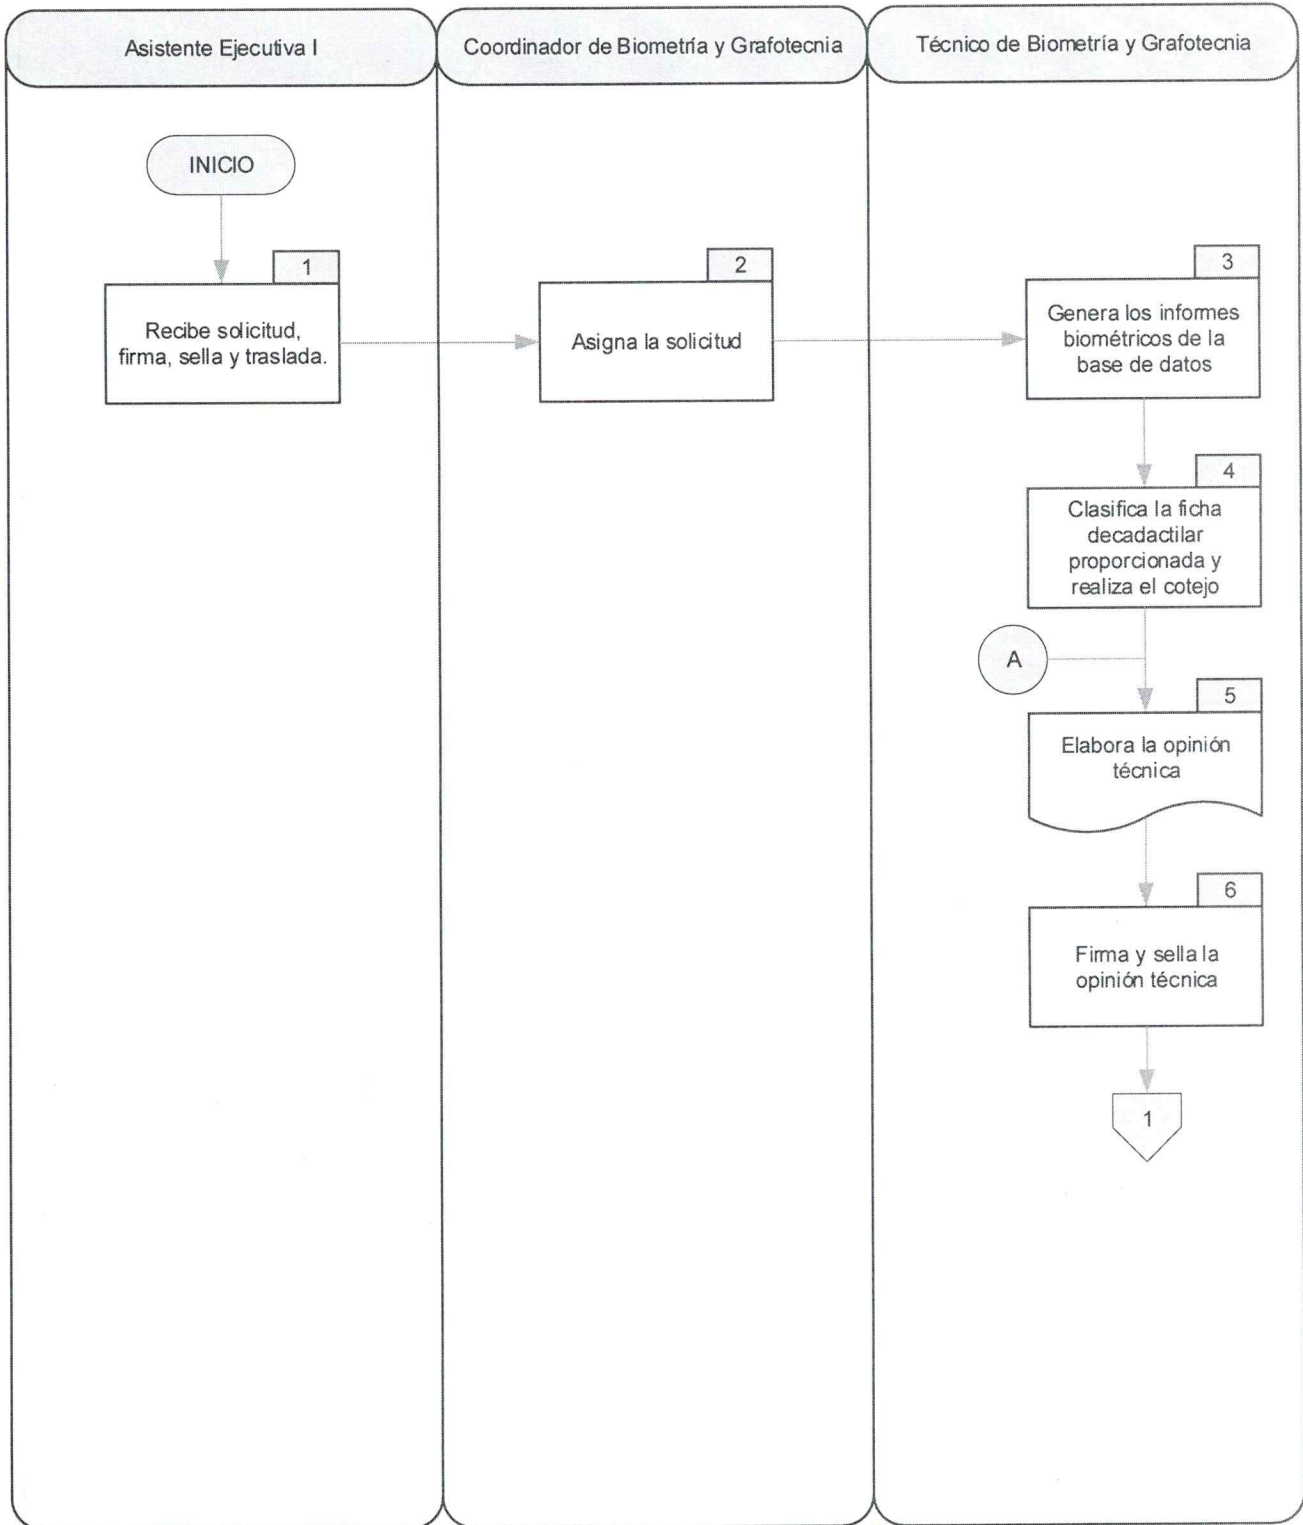 Asistente Ejecutiva I
Coordinador de Biometría y Grafotecnia
Técnico de Biometría y Grafotecnia
INICIO
1
Recibe solicitud,
firma, sella y traslada.
2
Asigna la solicitud
3
Genera los informes
biométricos de la
base de datos
4
Clasifica la ficha
decadactilar
proporcionada y
realiza el cotejo
A
5
Elabora la opinión
técnica
6
Firma y sella la
opinión técnica
1